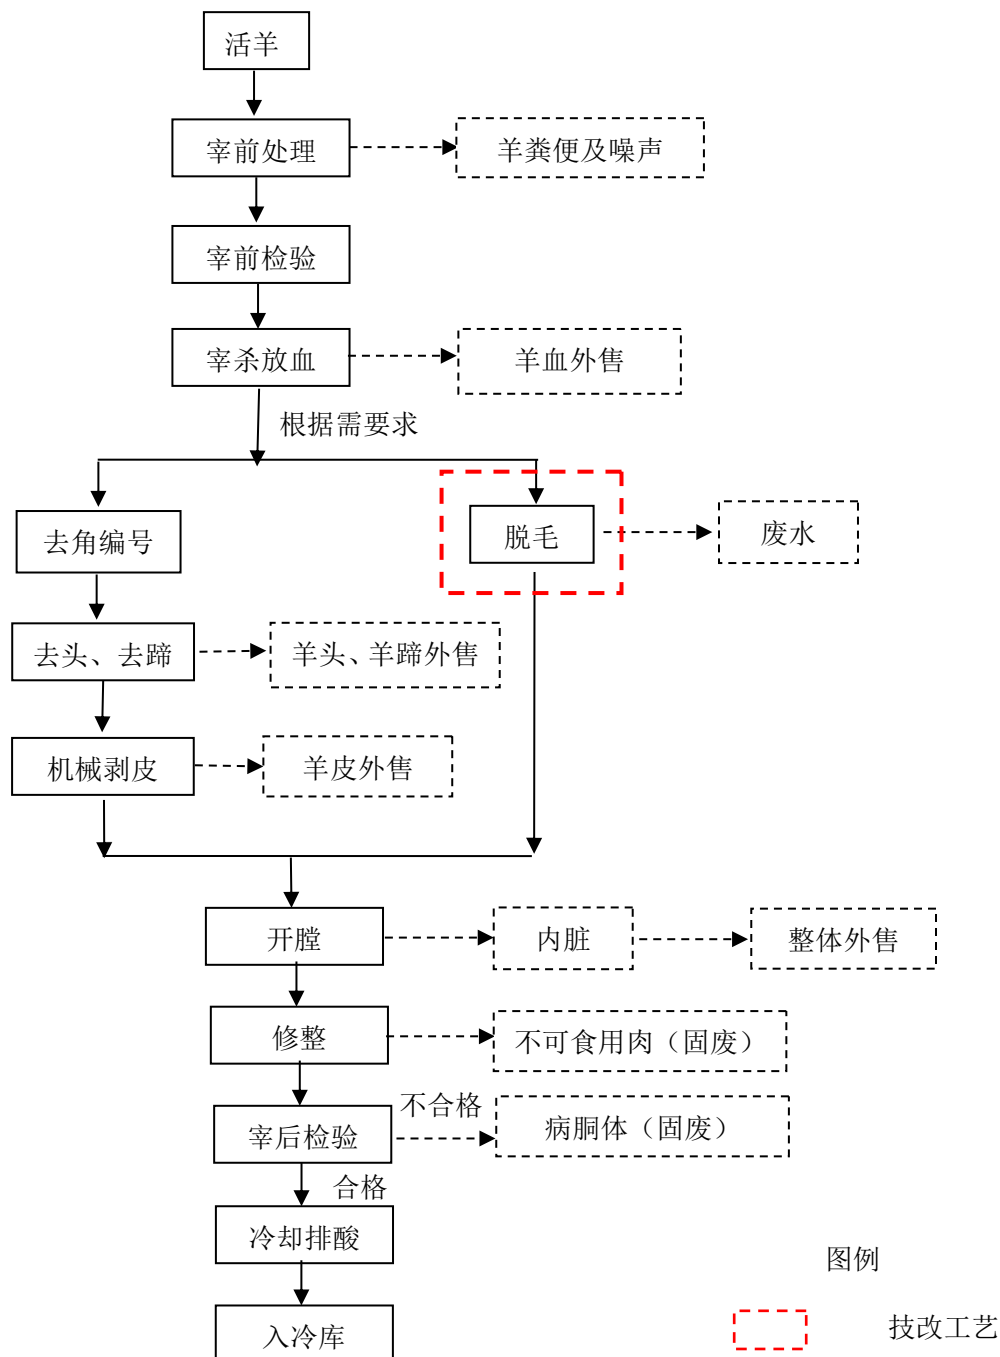 活羊
宰前处理
羊粪便及噪声
宰前检验
宰杀放血
羊血外售
根据需要求
去角编号
脱毛
废水
去头、去蹄
羊头、羊蹄外售
机械剥皮
羊皮外售
开膛
内脏
整体外售
修整
不可食用肉（固废）
不合格
宰后检验
病胴体（固废）
合格
冷却排酸
图例
入冷库
技改工艺